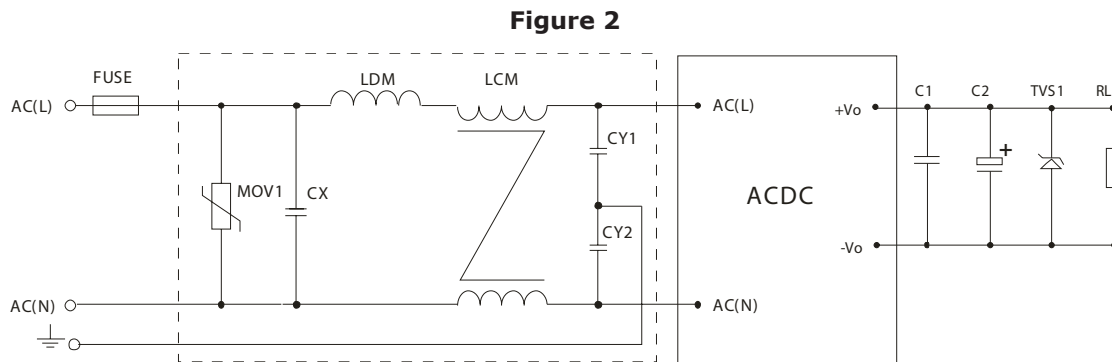 Figure 2
FUSE
LDM
LCM
C1
C2
TVS1
RL
AC(L)
AC(L)
+Vo
+
CY1
MOV1
CX
ACDC
CY2
-Vo
AC(N)
AC(N)